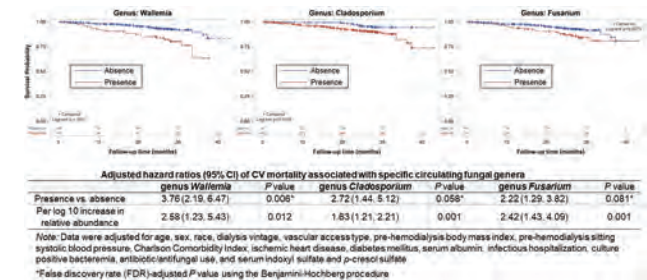 Genus: Wallemia
Genus: Cladosporium
Genus: Fusarium
Survival Probability
Absence
Presence
Absence
Presence
Absence
Presence
Follow-up time (months)
Follow-up time (months)
Follow-up time (months)
Adjusted hazard ratios (95% CI) of CV mortality associated with specific circulating fungal genera
genus Wallemia P value genus Cladosporium P value genus Fusarium P value
Presence vs. absence 3.76 (2.19, 6.47) 0.006* 2.72 (1.44, 5.12) 0.058* 2.22 (1.29, 3.82) 0.081*
Per log 10 increase in
relative abundance 2.58 (1.23, 5.43) 0.012 1.63 (1.21, 2.21) 0.001 2.42 (1.43, 4.09) 0.001
Note: Data were adjusted for age, sex, race, dialysis vintage, vascular access type, pre-hemodialysis body mass index, pre-hemodialysis sitting
systolic blood pressure, Charlson Comorbidity Index, ischemic heart disease, diabetes mellitus, serum albumin, infectious hospitalization, culture
positive bacteremia, antibiotic/antifungal use, and serum indoxyl sulfate and p-cresol sulfate
*False discovery rate (FDR)-adjusted P value using the Benjamini-Hochberg procedure